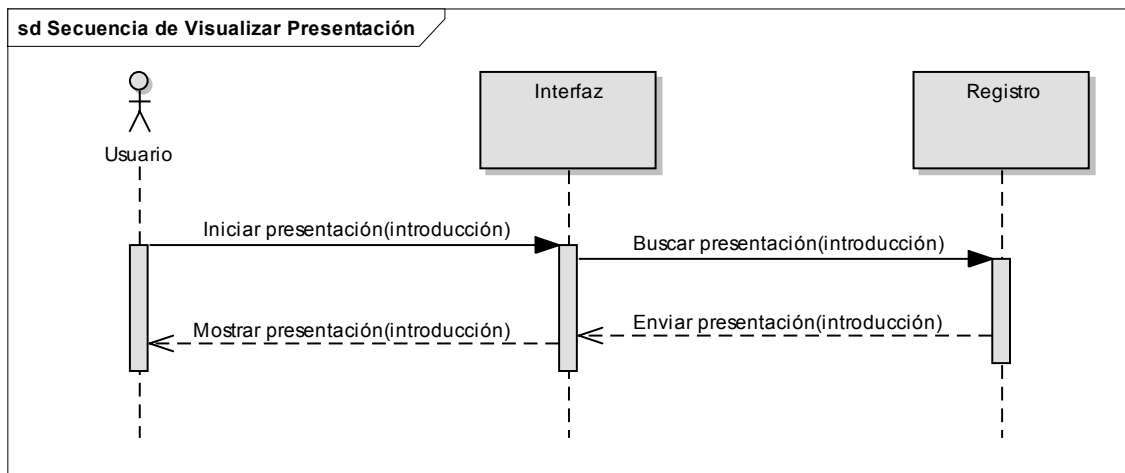 sd Secuencia de Visualizar Presentación
Usuario
Interfaz
Registro
Iniciar presentación(introducción)
Buscar presentación(introducción)
Enviar presentación(introducción)
Mostrar presentación(introducción)